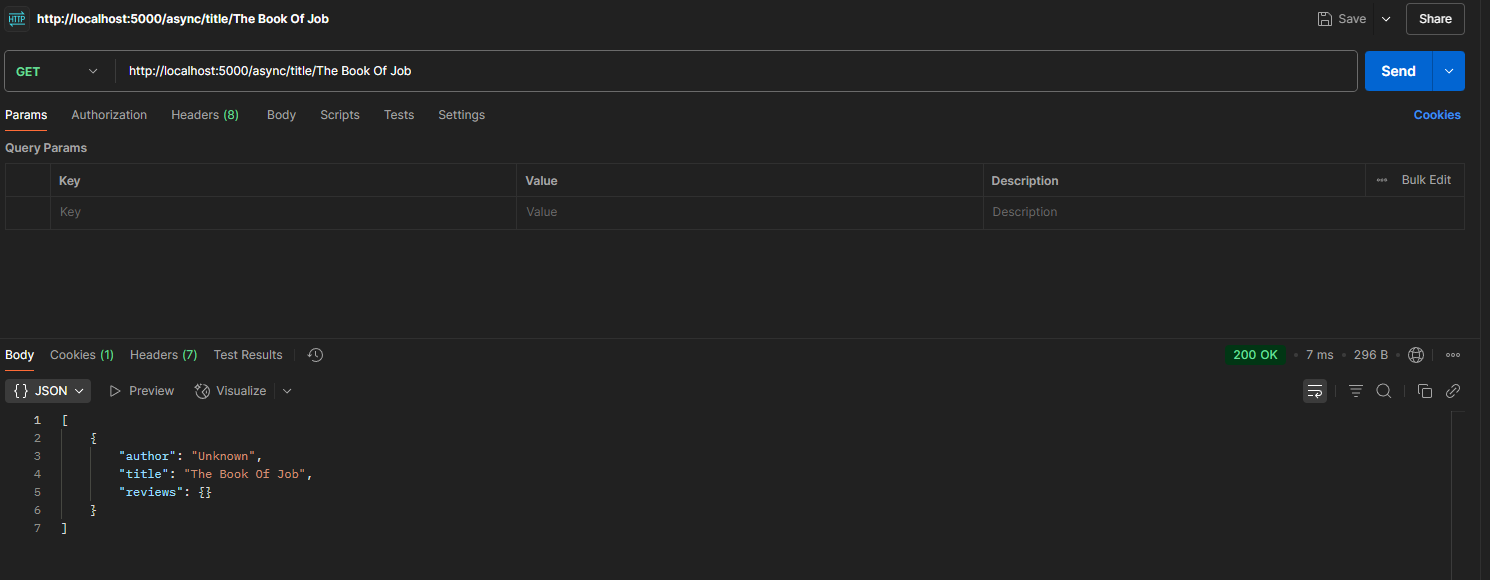 HTTP http://localhost:5000/async/title/The Book Of Job Save Share
GET http://localhost:5000/async/title/The Book Of Job Send
Params Authorization Headers (8) Body Scripts Tests Settings Cookies
Query Params
Key Value Description Bulk Edit
Key Value Description
Body Cookies (1) Headers (7) Test Results 200 OK • 7 ms • 296 B
{} JSON Preview Visualize
1 [
2 {
3 "author": "Unknown",
4 "title": "The Book Of Job",
5 "reviews": {}
6 }
7 ]